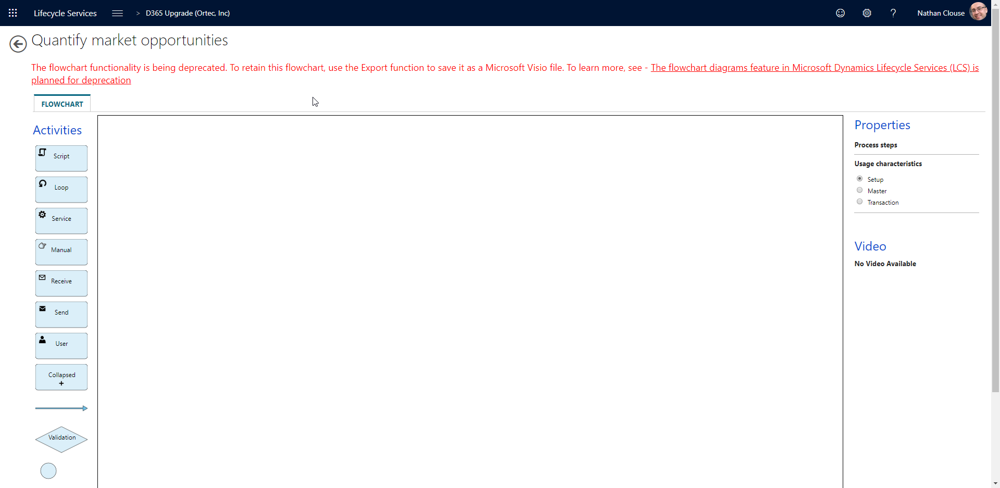 Lifecycle Services > D365 Upgrade (Ortec, Inc) ? Nathan Clouse
Quantify market opportunities
The flowchart functionality is being deprecated. To retain this flowchart, use the Export function to save it as a Microsoft Visio file. To learn more, see - The flowchart diagrams feature in Microsoft Dynamics Lifecycle Services (LCS) is
planned for deprecation
FLOWCHART
Activities
Script
Loop
Service
Manual
Receive
Send
User
Collapsed
+
Validation
Properties
Process steps
Usage characteristics
Setup
Master
Transaction
Video
No Video Available